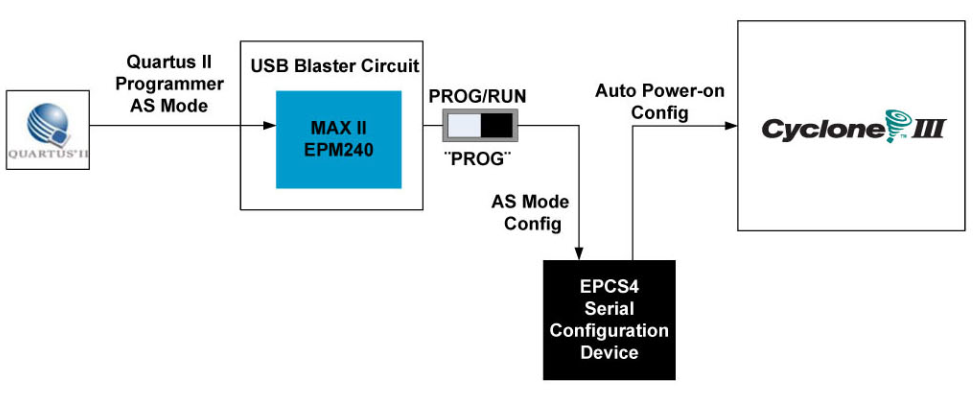 Quartus II
Programmer
AS Mode
QUARTUS® II
USB Blaster Circuit
MAX II
EPM240
PROG/RUN
¨PROG¨
AS Mode
Config
EPCS4
Serial
Configuration
Device
Auto Power-on
Config
Cyclone™ III